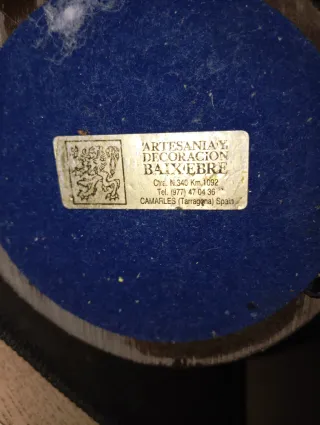 ARTESANIA Y
DECORACION
BAIX EBRE
Ctra. N.340 Km.1092
Tel. (977) 47 04 36
CAMARLES (Tarragona) Spain